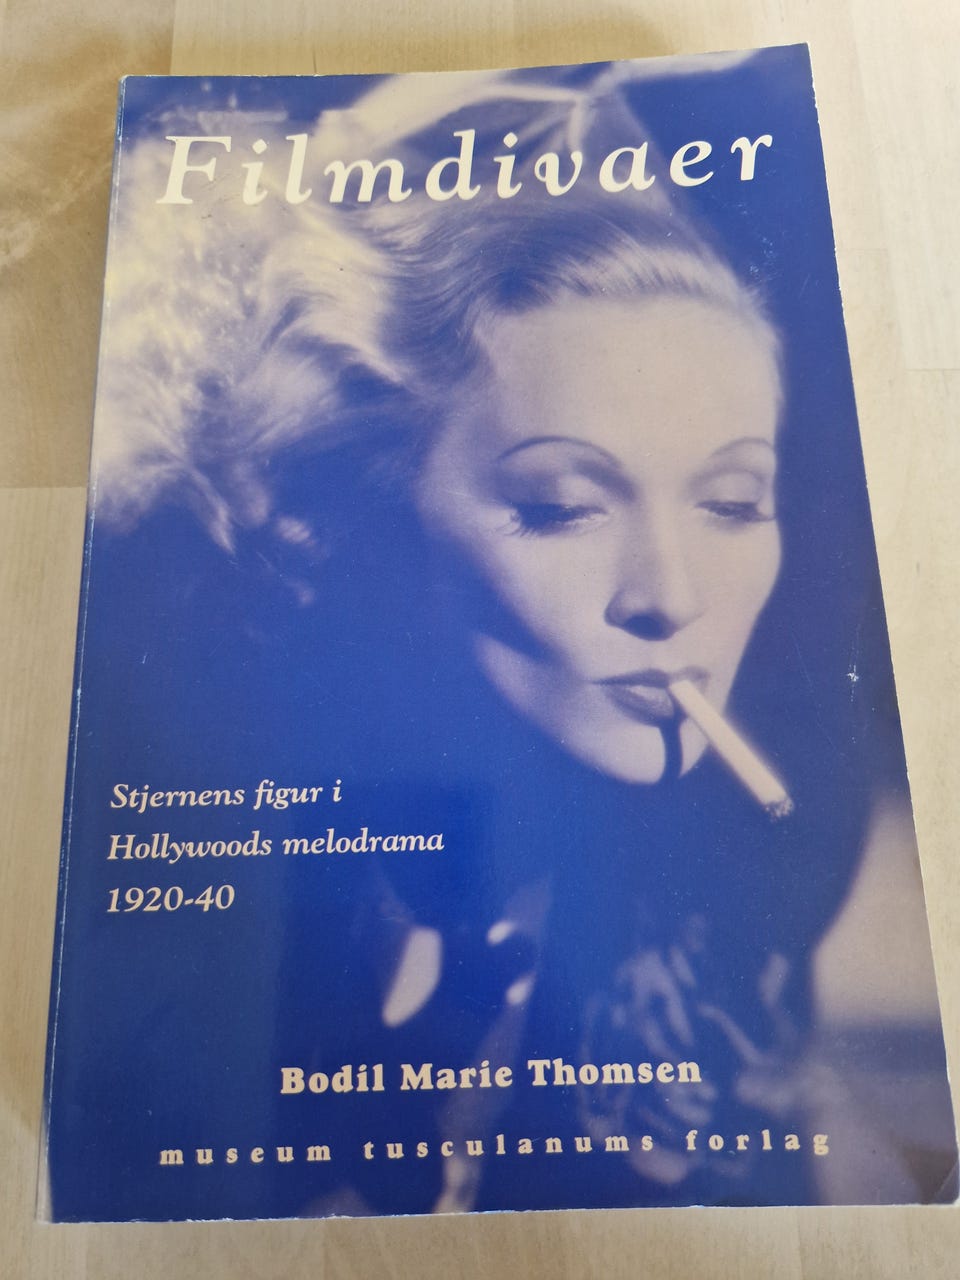 Filmdivaer
Stjernens figur i
Hollywoods melodrama
1920-40
Bodil Marie Thomsen
museum tusculanums forlag